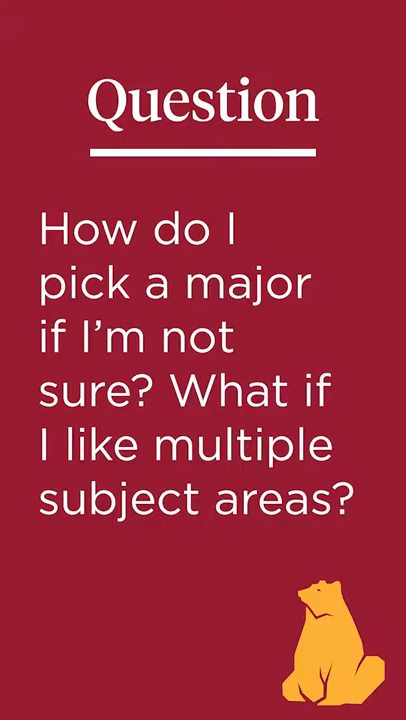 Question
How do I
pick a major
if I’m not
sure? What if
I like multiple
subject areas?